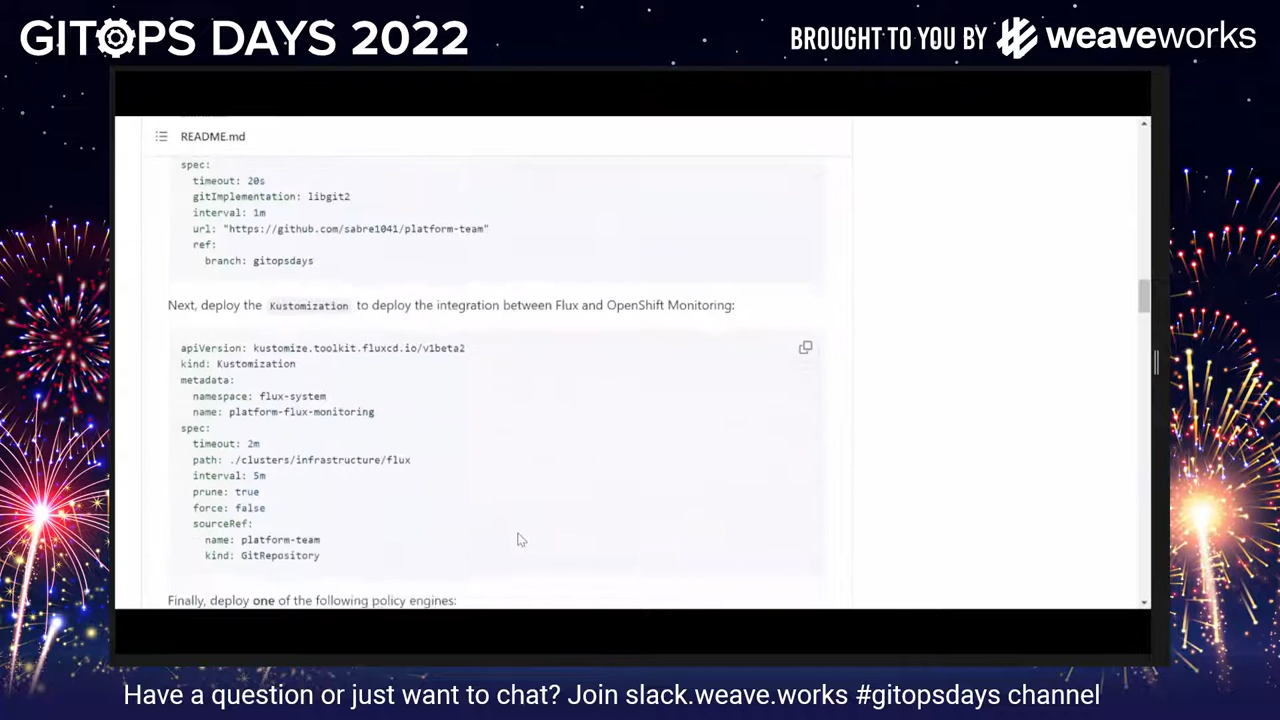 GITOPS DAYS 2022
BROUGHT TO YOU BY weaveworks
README.md
spec:
timeout: 20s
gitImplementation: libgit2
interval: 1m
url: "https://github.com/sabre1041/platform-team"
ref:
branch: gitopsdays
Next, deploy the Kustomization to deploy the integration between Flux and OpenShift Monitoring:
apiVersion: kustomize.toolkit.fluxcd.io/v1beta2
kind: Kustomization
metadata:
namespace: flux-system
name: platform-flux-monitoring
spec:
timeout: 2m
path: ./clusters/infrastructure/flux
interval: 5m
prune: true
force: false
sourceRef:
name: platform-team
kind: GitRepository
Finally, deploy one of the following policy engines:
Have a question or just want to chat? Join slack.weave.works #gitopsdays channel